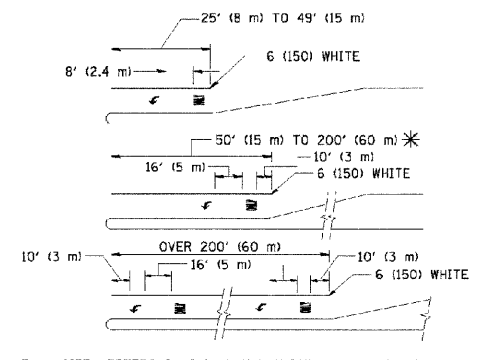 25' (8 m) TO 49' (15 m)
6 (150) WHITE
8' (2.4 m)
50' (15 m) TO 200' (60 m) *
16' (5 m)
10' (3 m)
6 (150) WHITE
OVER 200' (60 m)
10' (3 m)
16' (5 m)
10' (3 m)
6 (150) WHITE